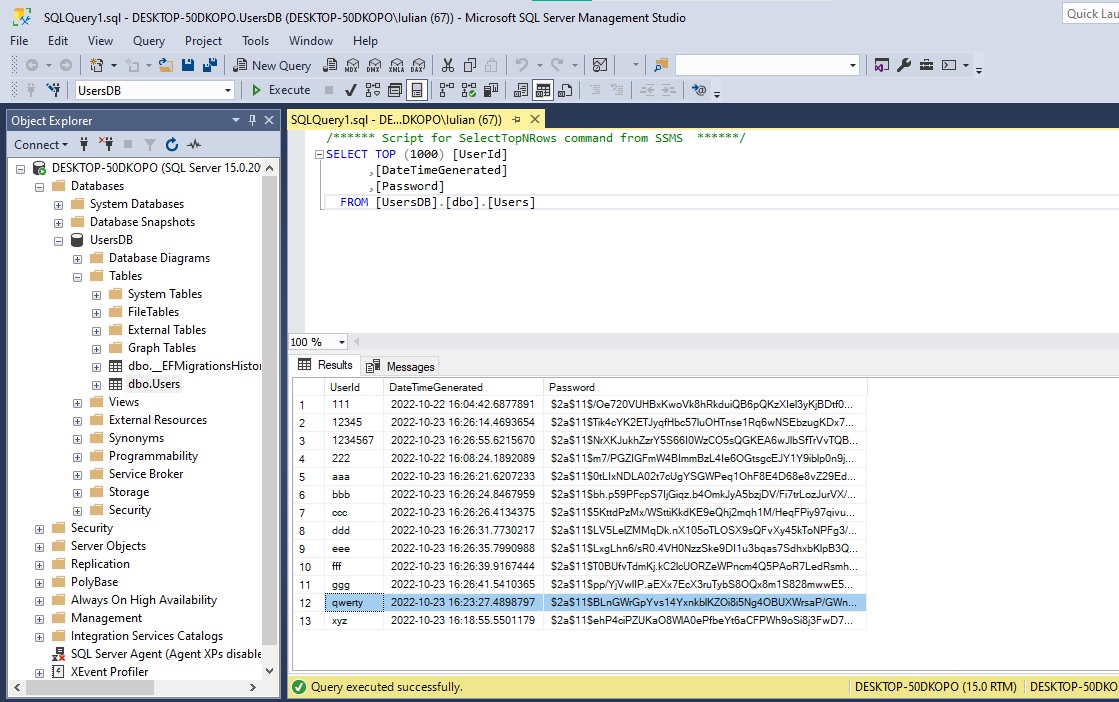 SQLQuery1.sql - DESKTOP-50DKOPO.UsersDB (DESKTOP-50DKOPO\Iulian (67)) - Microsoft SQL Server Management Studio
Quick Lau
File Edit View Query Project Tools Window Help
New Query MDX DMX XMLA DAX
UsersDB Execute
Object Explorer
Connect
DESKTOP-50DKOPO (SQL Server 15.0.20
Databases
System Databases
Database Snapshots
UsersDB
Database Diagrams
Tables
System Tables
FileTables
External Tables
Graph Tables
dbo.__EFMigrationsHistor
dbo.Users
Views
External Resources
Synonyms
Programmability
Service Broker
Storage
Security
Security
Server Objects
Replication
PolyBase
Always On High Availability
Management
Integration Services Catalogs
SQL Server Agent (Agent XPs disable
XEvent Profiler
SQLQuery1.sql - DE...DKOPO\Iulian (67))
/****** Script for SelectTopNRows command from SSMS  ******/
SELECT TOP (1000) [UserId]
,[DateTimeGenerated]
,[Password]
FROM [UsersDB].[dbo].[Users]
100 %
Results Messages
UserId DateTimeGenerated Password
1 111 2022-10-22 16:04:42.6877891 $2a$11$/Oe720VUHBxKwoVk8hRkduiQB6pQKzXIel3yKjBDtf0...
2 12345 2022-10-23 16:26:14.4693654 $2a$11$Tik4cYK2ETJyqfHbc57luOHTnse1Rq6wNSEbzugKDx7...
3 1234567 2022-10-23 16:26:55.6215670 $2a$11$NrXKJukhZzrY5S66I0WzCO5sQGKEA6wJlbSfTrVvTQB...
4 222 2022-10-22 16:08:24.1892089 $2a$11$m7/PGZIGFmW4BImmBzL4Ie6OGtsgcEJY1Y9iblp0n9j...
5 aaa 2022-10-23 16:26:21.6207233 $2a$11$0tLIxNDLA02t7cUgYSGWPeq1OhF8E4D68e8vZ29Ed...
6 bbb 2022-10-23 16:26:24.8467959 $2a$11$bh.p59PFcpS7IjGiqz.b4OmkJyA5bzjDV/Fi7trLozJurVX/...
7 ccc 2022-10-23 16:26:26.4134375 $2a$11$5KttdPzMx/WSttiKkdKE9eQhj2mqh1M/HeqFPiy97qivu...
8 ddd 2022-10-23 16:26:31.7730217 $2a$11$LV5LelZMMqDk.nX105oTLOSX9sQFvXy45kToNPFg3/...
9 eee 2022-10-23 16:26:35.7990988 $2a$11$LxgLhn6/sR0.4VH0NzzSke9DI1u3bqas7SdhxbKlpB3Q...
10 fff 2022-10-23 16:26:39.9167444 $2a$11$T0BUfvTdmKj.kC2lcUORZeWPncm4Q5PAoR7LedRsmh...
11 ggg 2022-10-23 16:26:41.5410365 $2a$11$pp/YjVwIIP.aEXx7EcX3ruTybS8OQx8m1S828mwwE5...
12 qwerty 2022-10-23 16:23:27.4898797 $2a$11$BLnGWrGpYvs14YxnkblKZOi8i5Ng4OBUXWrsaP/GWn...
13 xyz 2022-10-23 16:18:55.5501179 $2a$11$ehP4ciPZUKaO8WlA0ePfbeYt6aCFPWh9oSi8j3FwD7...
Query executed successfully. DESKTOP-50DKOPO (15.0 RTM) DESKTOP-50DKO